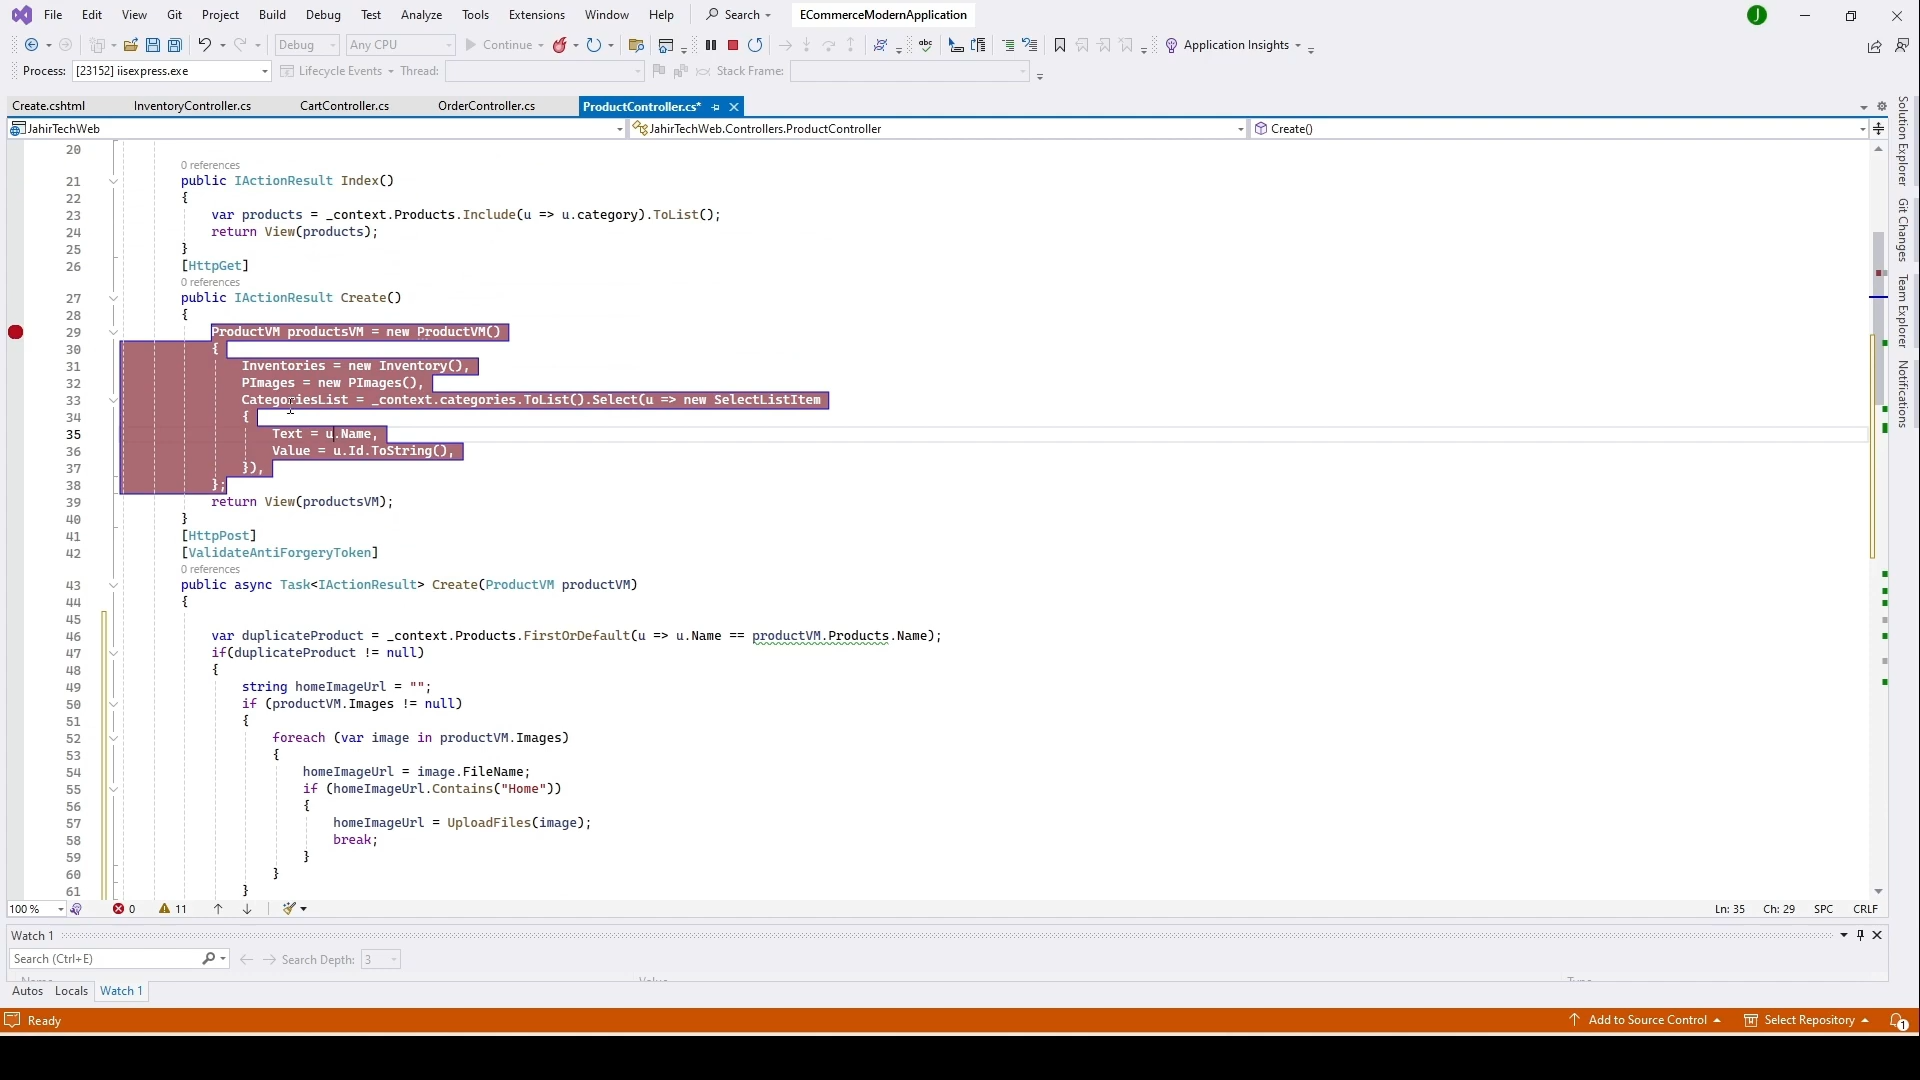 File Edit View Git Project Build Debug Test Analyze Tools Extensions Window Help Search ECommerceModernApplication J
Debug Any CPU Continue Application Insights
Process: [23152] iisexpress.exe Lifecycle Events Thread: Stack Frame:
Create.cshtml InventoryController.cs CartController.cs OrderController.cs ProductController.cs*
JahirTechWeb JahirTechWeb.Controllers.ProductController Create()
20
0 references
21 public IActionResult Index()
22 {
23 var products = _context.Products.Include(u => u.category).ToList();
24 return View(products);
25 }
26 [HttpGet]
0 references
27 public IActionResult Create()
28 {
29 ProductVM productsVM = new ProductVM()
30 {
31 Inventories = new Inventory(),
32 PImages = new PImages(),
33 CategoriesList = _context.categories.ToList().Select(u => new SelectListItem
34 {
35 Text = u.Name,
36 Value = u.Id.ToString(),
37 }),
38 };
39 return View(productsVM);
40 }
41 [HttpPost]
42 [ValidateAntiForgeryToken]
0 references
43 public async Task<IActionResult> Create(ProductVM productVM)
44 {
45
46 var duplicateProduct = _context.Products.FirstOrDefault(u => u.Name == productVM.Products.Name);
47 if(duplicateProduct != null)
48 {
49 string homeImageUrl = "";
50 if (productVM.Images != null)
51 {
52 foreach (var image in productVM.Images)
53 {
54 homeImageUrl = image.FileName;
55 if (homeImageUrl.Contains("Home"))
56 {
57 homeImageUrl = UploadFiles(image);
58 break;
59 }
60 }
61 }
100 % 0 11 Ln: 35 Ch: 29 SPC CRLF
Watch 1
Search (Ctrl+E) Search Depth: 3
Autos Locals Watch 1
Ready Add to Source Control Select Repository 1
Solution Explorer
Git Changes
Team Explorer
Notifications